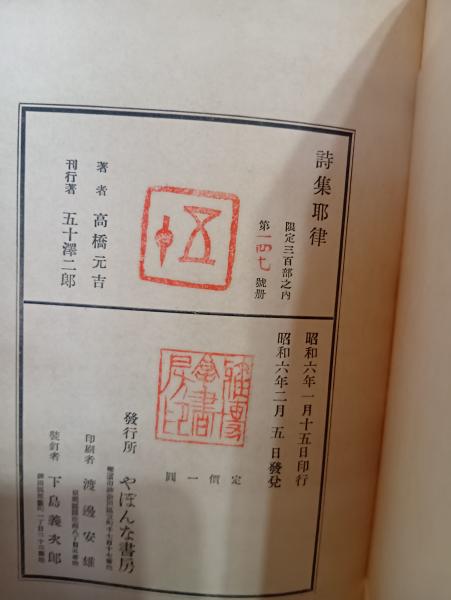 詩集耶律
限定三百部之内
第一四七號册
著者 高橋元吉
刊行者 五十澤二郎
昭和六年一月十五日印行
昭和六年二月五日發兌
定價一圓
發行所 やぽんな書房
印刷者 渡邊安雄
裝釘者 下島義次郎